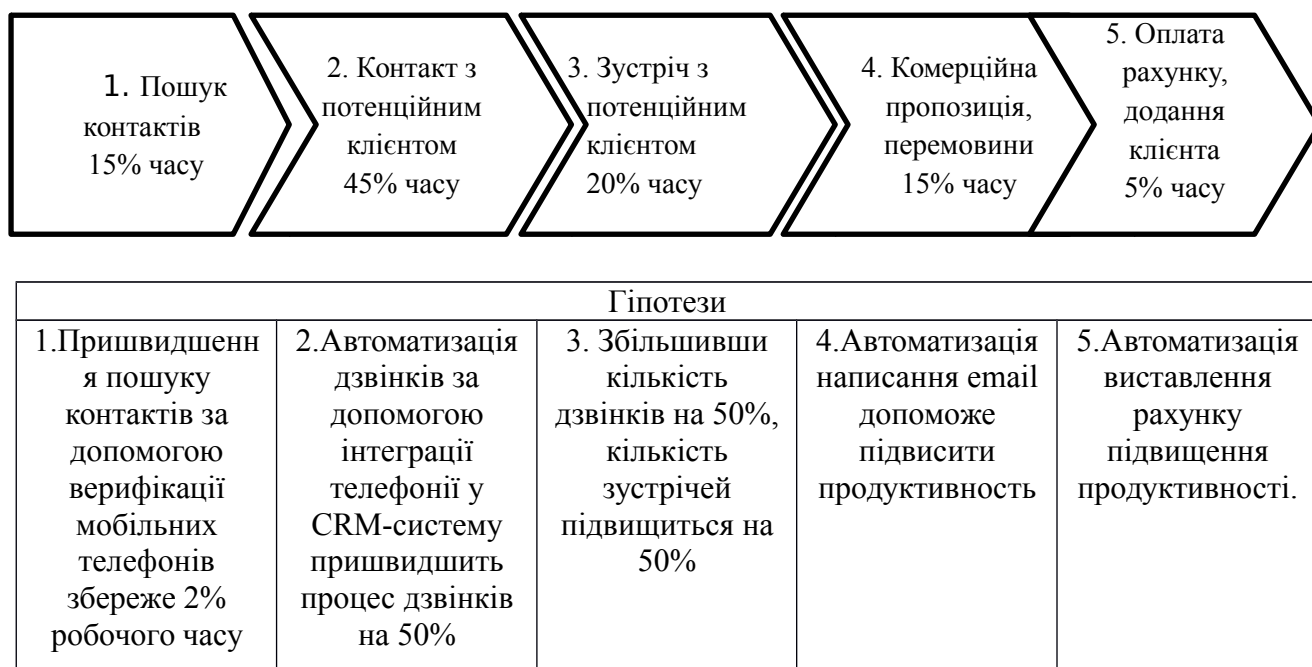 1. Пошук
контактів
15% часу
2. Контакт з
потенційним
клієнтом
45% часу
3. Зустріч з
потенційним
клієнтом
20% часу
4. Комерційна
пропозиція,
перемовини
15% часу
5. Оплата
рахунку,
додання
клієнта
5% часу
Гіпотези
1.Пришвидшенн
я пошуку
контактів за
допомогою
верифікації
мобільних
телефонів
збереже 2%
робочого часу
2.Автоматизація
дзвінків за
допомогою
інтеграції
телефонії у
CRM-систему
пришвидшить
процес дзвінків
на 50%
3. Збільшивши
кількість
дзвінків на 50%,
кількість
зустрічей
підвищиться на
50%
4.Автоматизація
написання email
допоможе
підвисити
продуктивность
5.Автоматизація
виставлення
рахунку
підвищення
продуктивності.